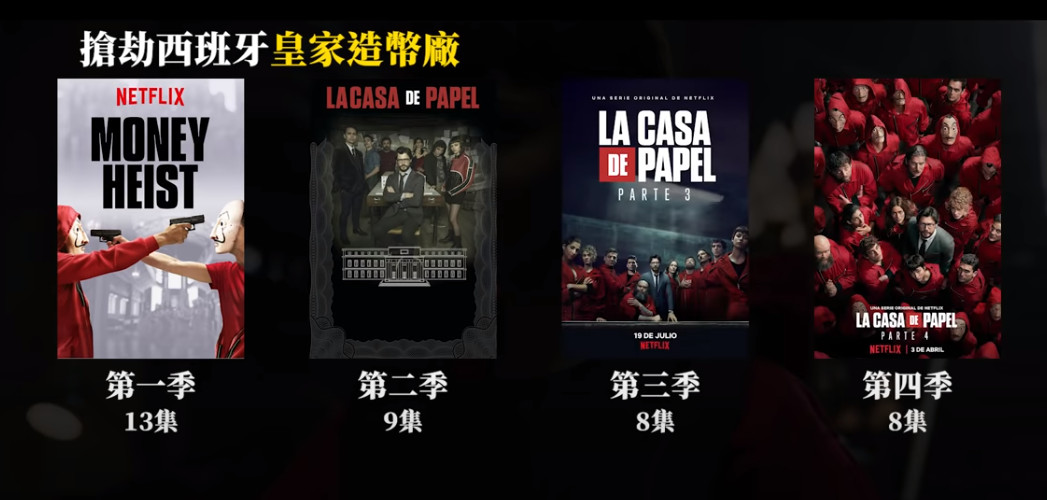 搶劫西班牙皇家造幣廠
NETFLIX
MONEY
HEIST
LA CASA DE PAPEL
UNA SERIE ORIGINAL DE NETFLIX
LA CASA
DE PAPEL
PARTE 3
19 DE JULIO
NETFLIX
UNA SERIE ORIGINAL DE NETFLIX
LA CASA DE PAPEL
PARTE 4
NETFLIX | 3 DE ABRIL
第一季
13集
第二季
9集
第三季
8集
第四季
8集